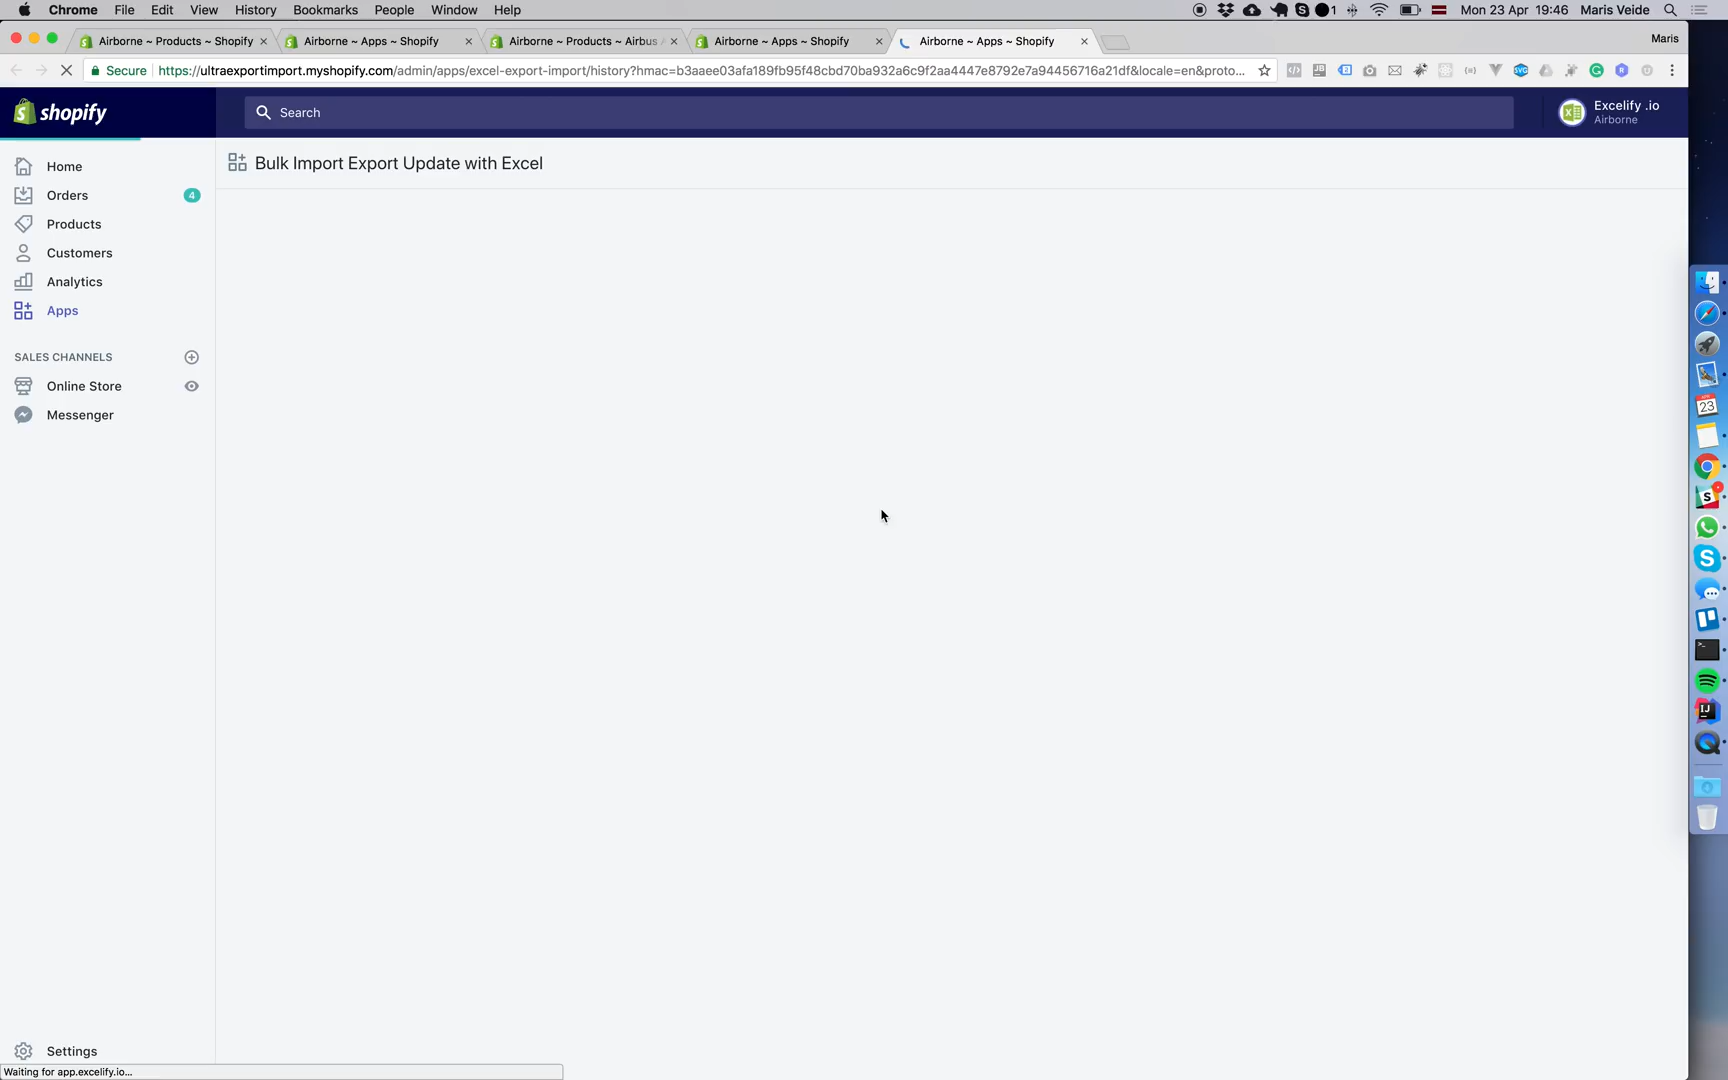 Chrome File Edit View History Bookmarks People Window Help
1
Mon 23 Apr 19:46 Maris Veide
Airborne ~ Products ~ Shopify
Airborne ~ Apps ~ Shopify
Airborne ~ Products ~ Airbus
Airborne ~ Apps ~ Shopify
Airborne ~ Apps ~ Shopify
Maris
Secure
https://ultraexportimport.myshopify.com/admin/apps/excel-export-import/history?hmac=b3aaee03afa189fb95f48cbd70ba932a6c9f2aa4447e8792e7a94456716a21df&locale=en&proto...
shopify
Search
Excelify .io
Airborne
Home
Bulk Import Export Update with Excel
Orders
4
Products
Customers
Analytics
Apps
SALES CHANNELS
Online Store
Messenger
23
Settings
Waiting for app.excelify.io...